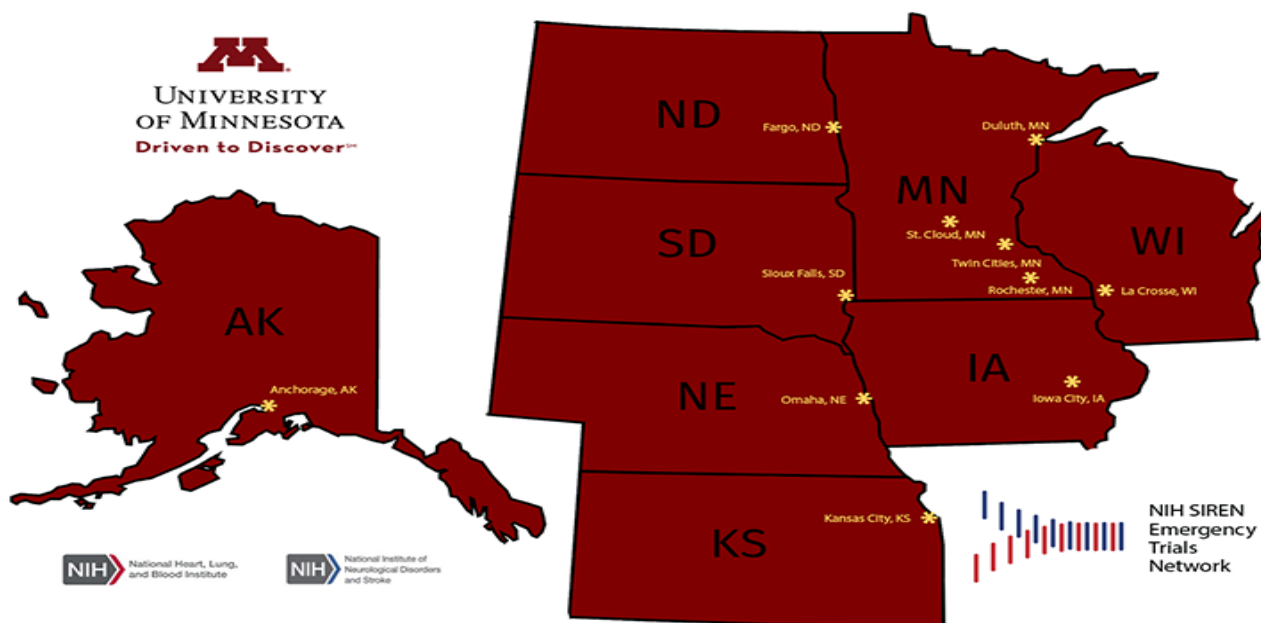 M
UNIVERSITY
OF MINNESOTA
Driven to Discover℠
ND
Fargo, ND
Duluth, MN
MN
St. Cloud, MN
Twin Cities, MN
Rochester, MN
WI
La Crosse, WI
SD
Sioux Falls, SD
AK
Anchorage, AK
NE
Omaha, NE
IA
Iowa City, IA
KS
Kansas City, KS
NIH
National Heart, Lung,
and Blood Institute
NIH
National Institute of
Neurological Disorders
and Stroke
NIH SIREN
Emergency
Trials
Network